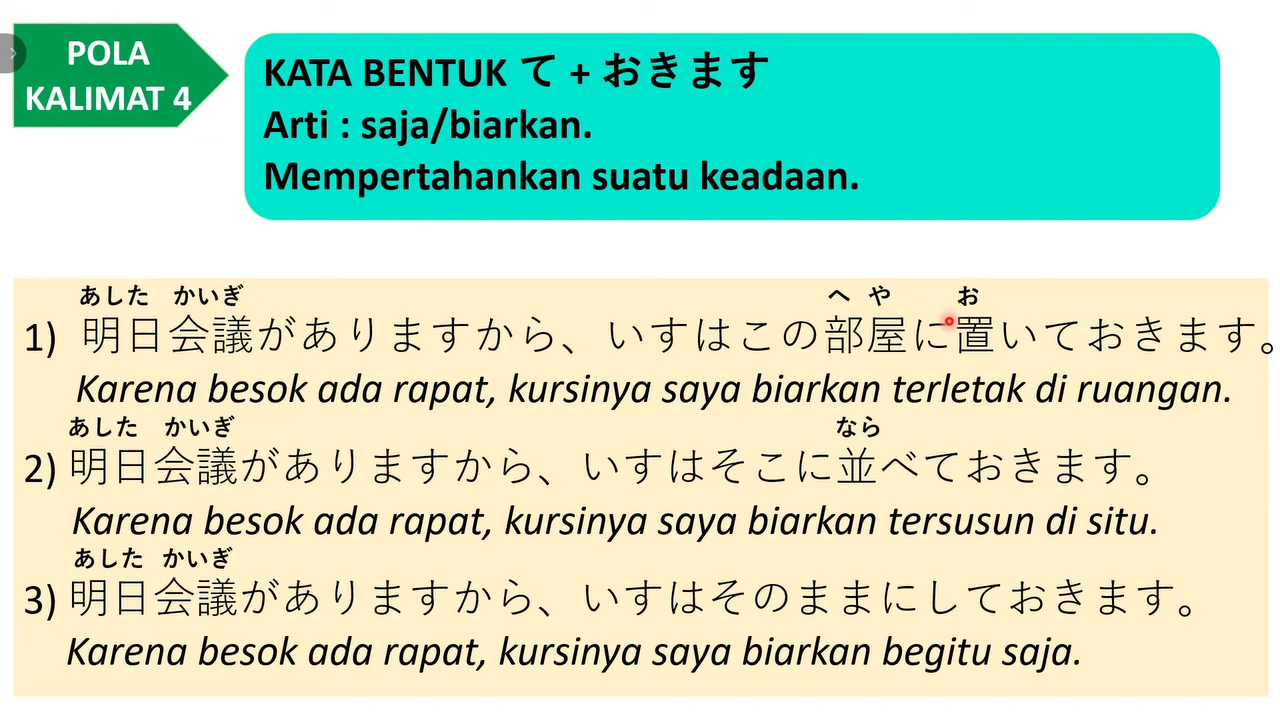 POLA
KALIMAT 4
KATA BENTUK て + おきます
Arti : saja/biarkan.
Mempertahankan suatu keadaan.
あした かいぎ へ や お
1) 明日会議がありますから、いすはこの部屋に置いておきます。
Karena besok ada rapat, kursinya saya biarkan terletak di ruangan.
あした かいぎ なら
2) 明日会議がありますから、いすはそこに並べておきます。
Karena besok ada rapat, kursinya saya biarkan tersusun di situ.
あした かいぎ
3) 明日会議がありますから、いすはそのままにしておきます。
Karena besok ada rapat, kursinya saya biarkan begitu saja.